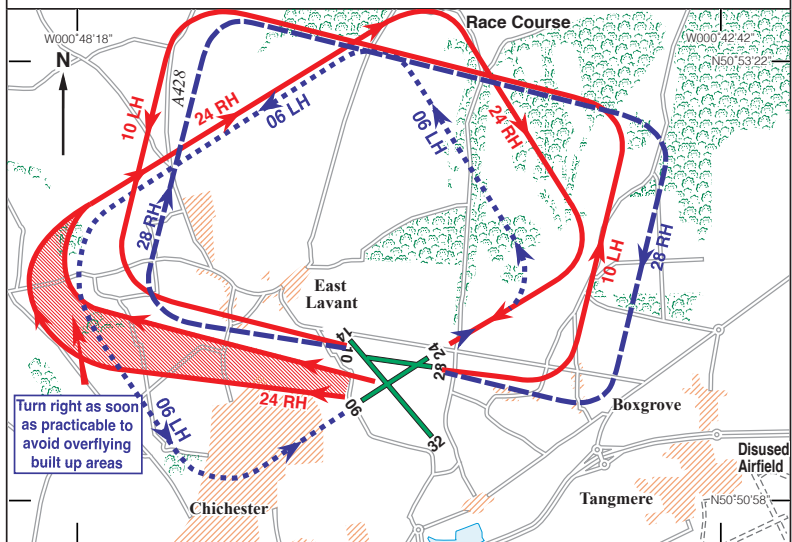 Race Course
W000°48'18"
W000°42'42"
N
N50°53'22"
A428
10 LH
24 RH
06 LH
06 LH
24 RH
28 RH
10 LH
28 RH
East
Lavant
14
10
24
28
06
32
24 RH
Turn right as soon
as practicable to
avoid overflying
built up areas
06 LH
Boxgrove
Disused
Airfield
Chichester
Tangmere
N50°50'58"